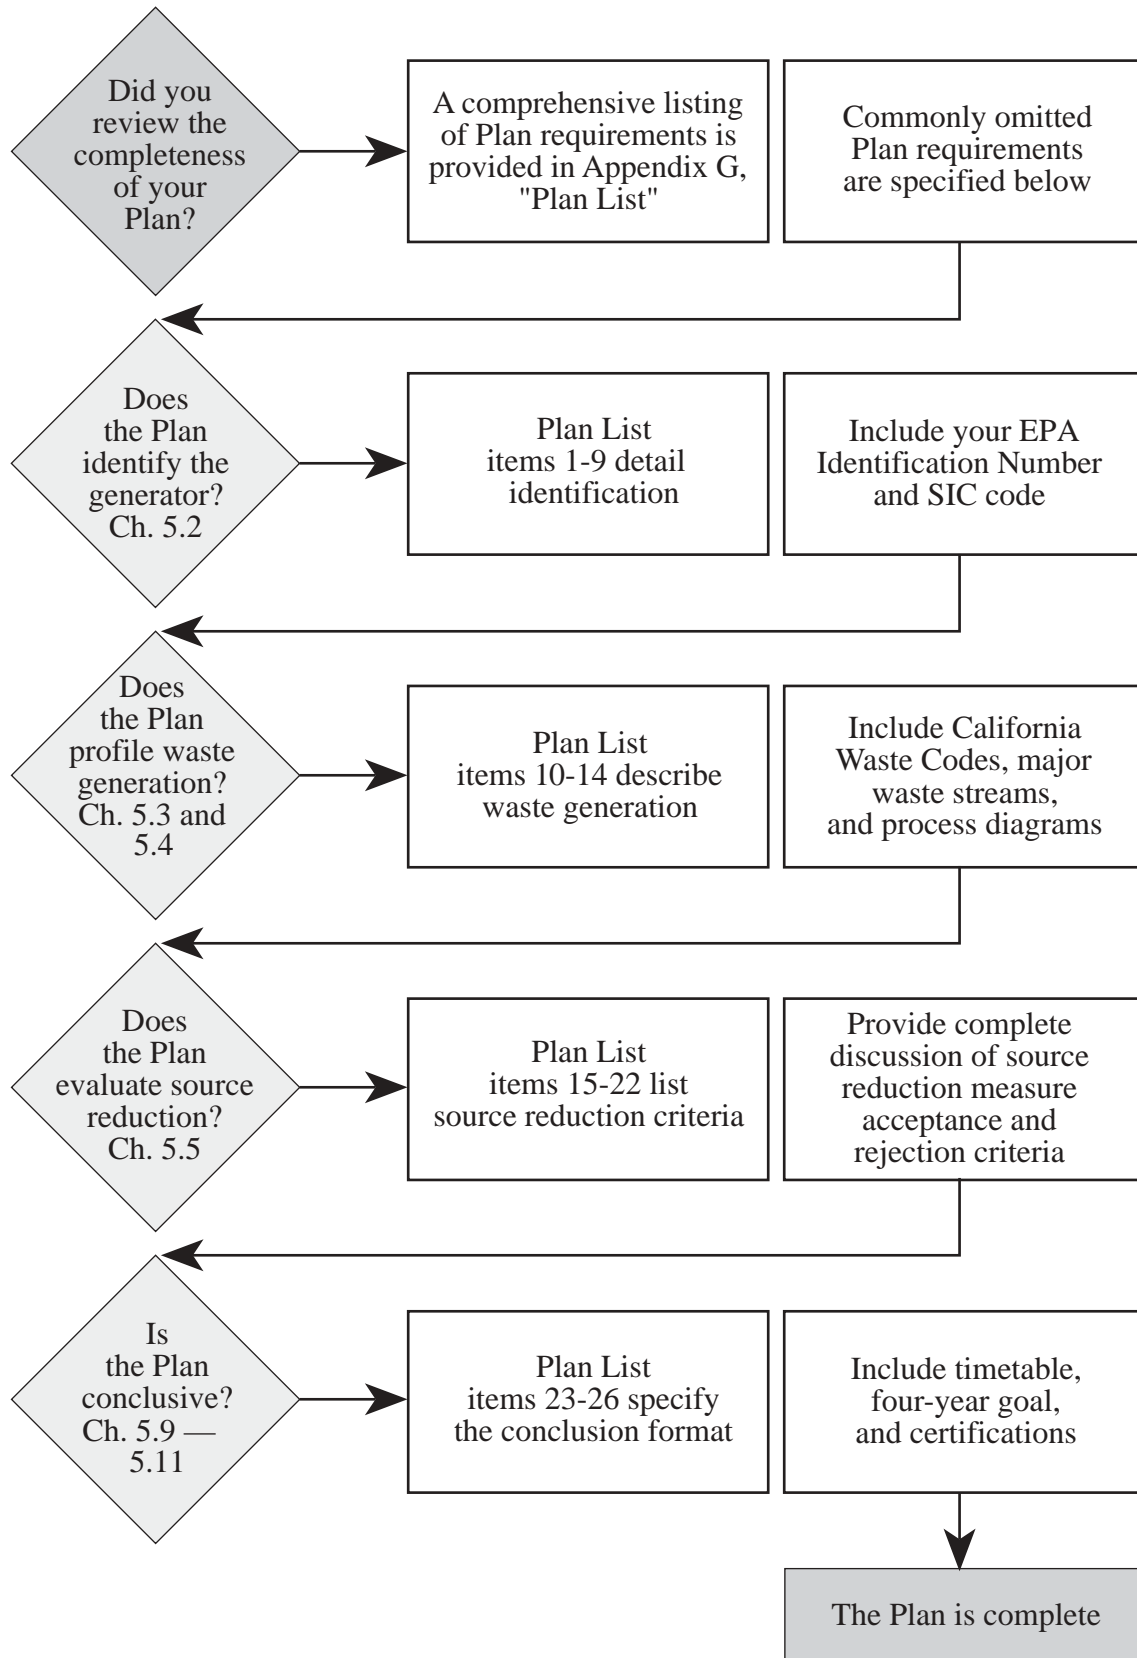 Did you
review the
completeness
of your
Plan?
A comprehensive listing
of Plan requirements is
provided in Appendix G,
"Plan List"
Commonly omitted
Plan requirements
are specified below
Does
the Plan
identify the
generator?
Ch. 5.2
Plan List
items 1-9 detail
identification
Include your EPA
Identification Number
and SIC code
Does
the Plan
profile waste
generation?
Ch. 5.3 and
5.4
Plan List
items 10-14 describe
waste generation
Include California
Waste Codes, major
waste streams,
and process diagrams
Does
the Plan
evaluate source
reduction?
Ch. 5.5
Plan List
items 15-22 list
source reduction criteria
Provide complete
discussion of source
reduction measure
acceptance and
rejection criteria
Is
the Plan
conclusive?
Ch. 5.9 —
5.11
Plan List
items 23-26 specify
the conclusion format
Include timetable,
four-year goal,
and certifications
The Plan is complete